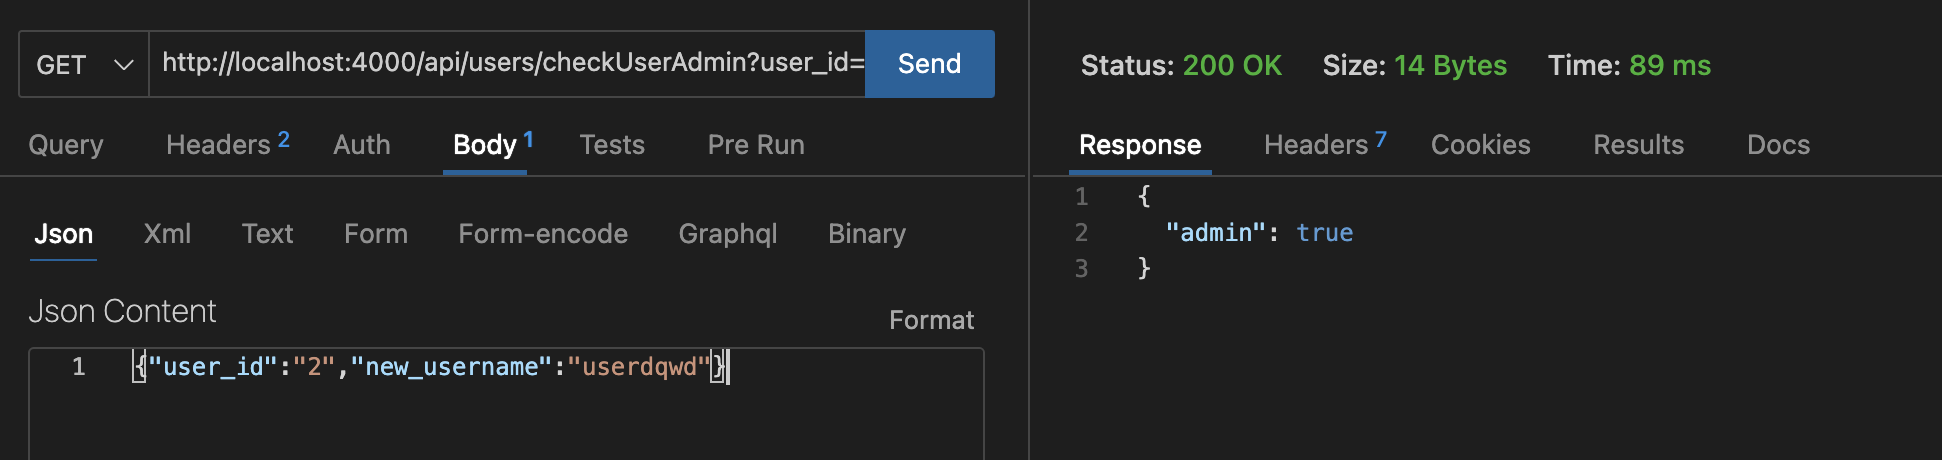 GET http://localhost:4000/api/users/checkUserAdmin?user_id= Send
Query Headers 2 Auth Body 1 Tests Pre Run
Json Xml Text Form Form-encode Graphql Binary
Json Content Format
1 {"user_id":"2","new_username":"userdqwd"}
Status: 200 OK Size: 14 Bytes Time: 89 ms
Response Headers 7 Cookies Results Docs
1 {
2 "admin": true
3 }